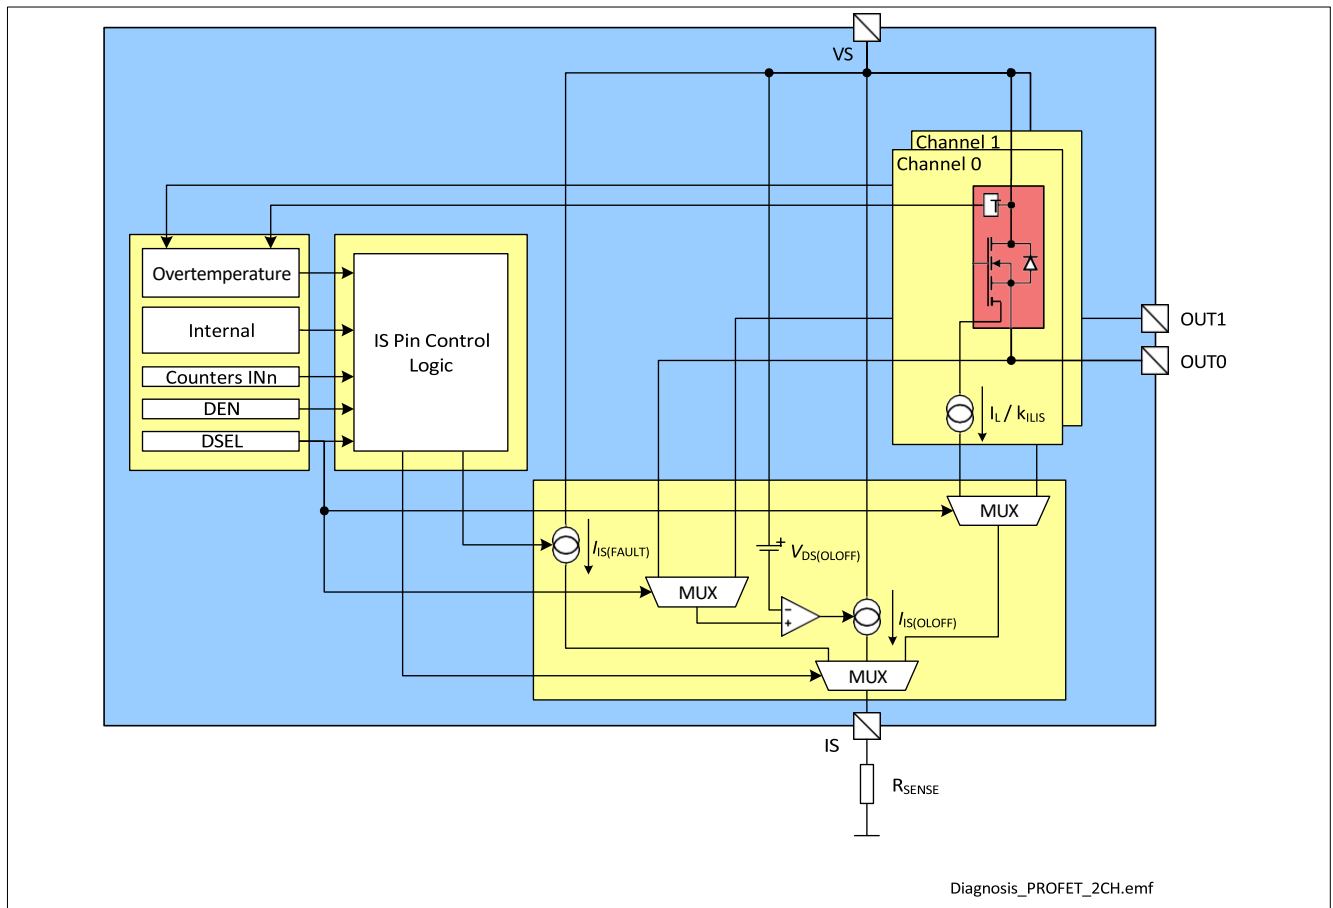 VS
Channel 1
Channel 0
T
Overtemperature
Internal
Counters INn
DEN
DSEL
IS Pin Control
Logic
OUT1
OUT0
IL / kILIS
MUX
IIS(FAULT)
+
VDS(OLOFF)
MUX
-
+
IIS(OLOFF)
MUX
IS
RSENSE
Diagnosis_PROFET_2CH.emf